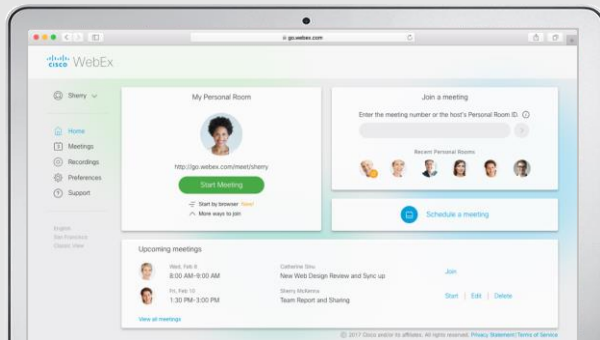 go.webex.com
CISCO WebEx
Sherry
Home
Meetings
Recordings
Preferences
Support
English
San Francisco
Classic View
My Personal Room
http://go.webex.com/meet/sherry
Start Meeting
Start by browser New!
More ways to join
Join a meeting
Enter the meeting number or the host's Personal Room ID.
Recent Personal Rooms
Schedule a meeting
Upcoming meetings
Wed, Feb 8
8:00 AM-9:00 AM
Catherine Sinu
New Web Design Review and Sync up
Join
Fri, Feb 10
1:30 PM-3:00 PM
Sherry McKenna
Team Report and Sharing
Start | Edit | Delete
View all meetings
© 2017 Cisco and/or its affiliates. All rights reserved. Privacy Statement | Terms of Service